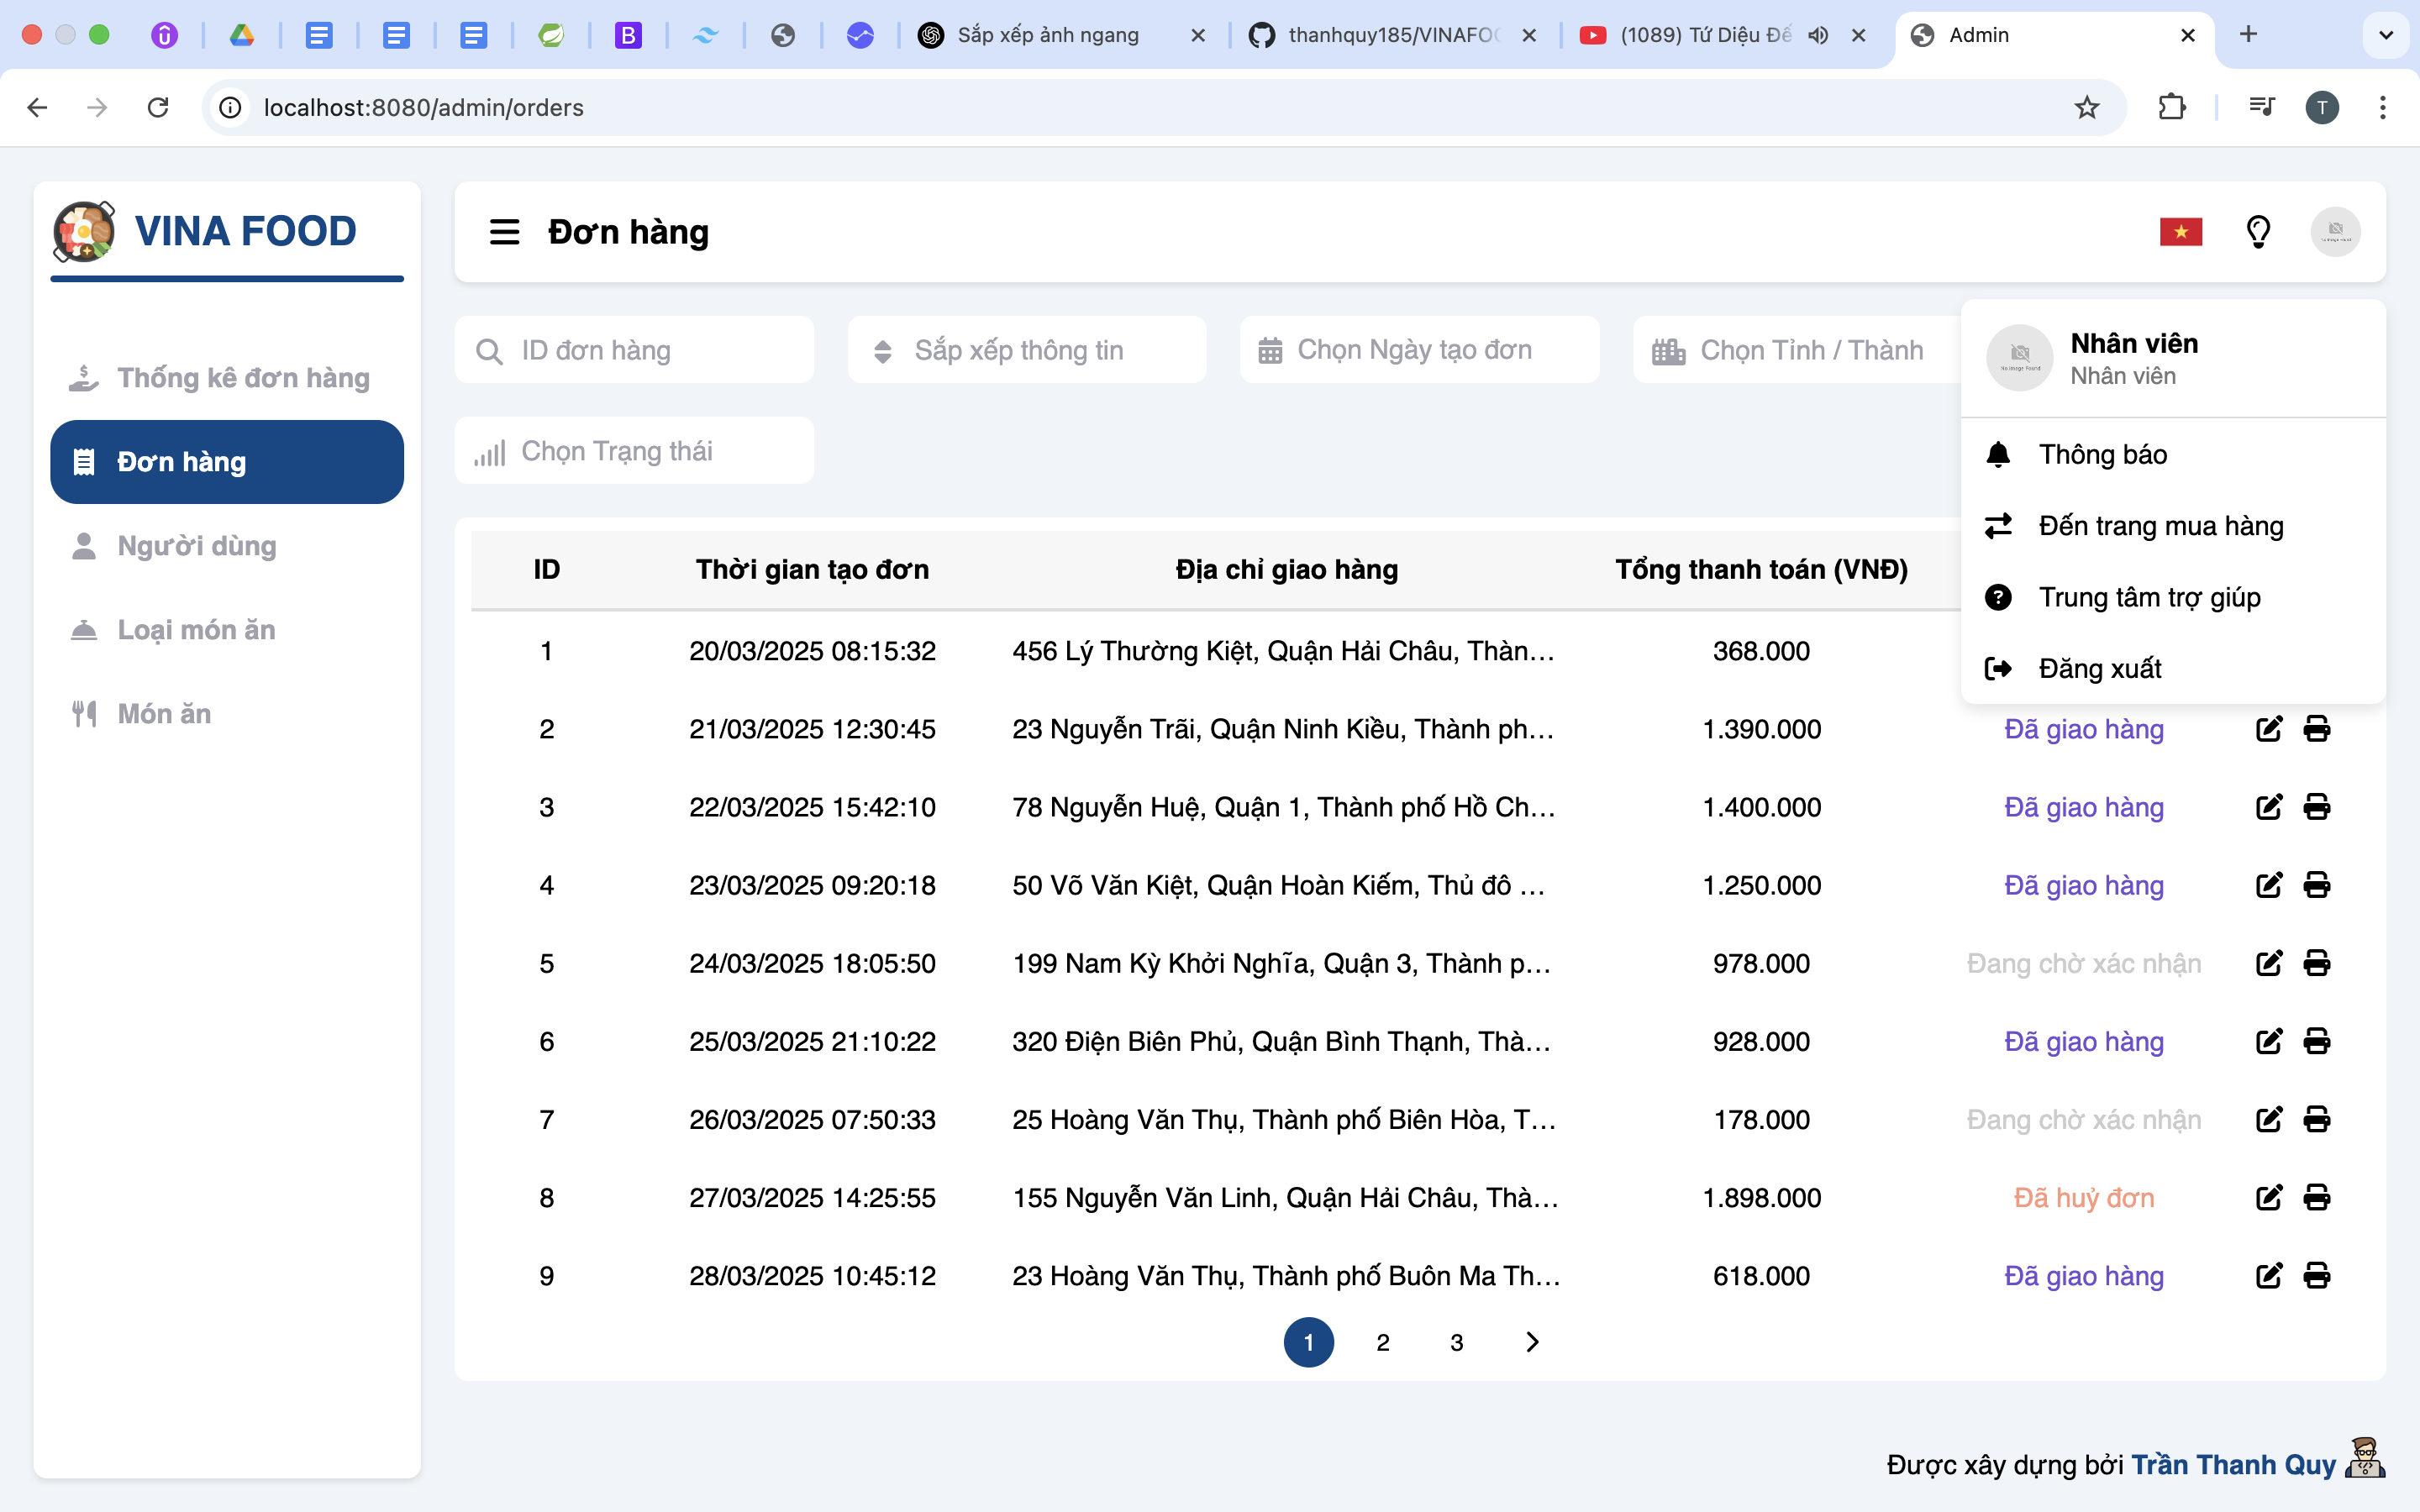 Sắp xếp ảnh ngang
thanhquy185/VINAFOO
(1089) Tứ Diệu Đế
Admin
localhost:8080/admin/orders
T
VINA FOOD
Thống kê đơn hàng
Đơn hàng
Người dùng
Loại món ăn
Món ăn
Đơn hàng
ID đơn hàng
Sắp xếp thông tin
Chọn Ngày tạo đơn
Chọn Tỉnh / Thành
Chọn Trạng thái
Nhân viên
Nhân viên
No Image Found
Thông báo
Đến trang mua hàng
Trung tâm trợ giúp
Đăng xuất
ID Thời gian tạo đơn Địa chỉ giao hàng Tổng thanh toán (VNĐ)
1 20/03/2025 08:15:32 456 Lý Thường Kiệt, Quận Hải Châu, Thàn... 368.000
2 21/03/2025 12:30:45 23 Nguyễn Trãi, Quận Ninh Kiều, Thành ph... 1.390.000 Đã giao hàng
3 22/03/2025 15:42:10 78 Nguyễn Huệ, Quận 1, Thành phố Hồ Ch... 1.400.000 Đã giao hàng
4 23/03/2025 09:20:18 50 Võ Văn Kiệt, Quận Hoàn Kiếm, Thủ đô ... 1.250.000 Đã giao hàng
5 24/03/2025 18:05:50 199 Nam Kỳ Khởi Nghĩa, Quận 3, Thành p... 978.000 Đang chờ xác nhận
6 25/03/2025 21:10:22 320 Điện Biên Phủ, Quận Bình Thạnh, Thà... 928.000 Đã giao hàng
7 26/03/2025 07:50:33 25 Hoàng Văn Thụ, Thành phố Biên Hòa, T... 178.000 Đang chờ xác nhận
8 27/03/2025 14:25:55 155 Nguyễn Văn Linh, Quận Hải Châu, Thà... 1.898.000 Đã huỷ đơn
9 28/03/2025 10:45:12 23 Hoàng Văn Thụ, Thành phố Buôn Ma Th... 618.000 Đã giao hàng
1 2 3
Được xây dựng bởi Trần Thanh Quy